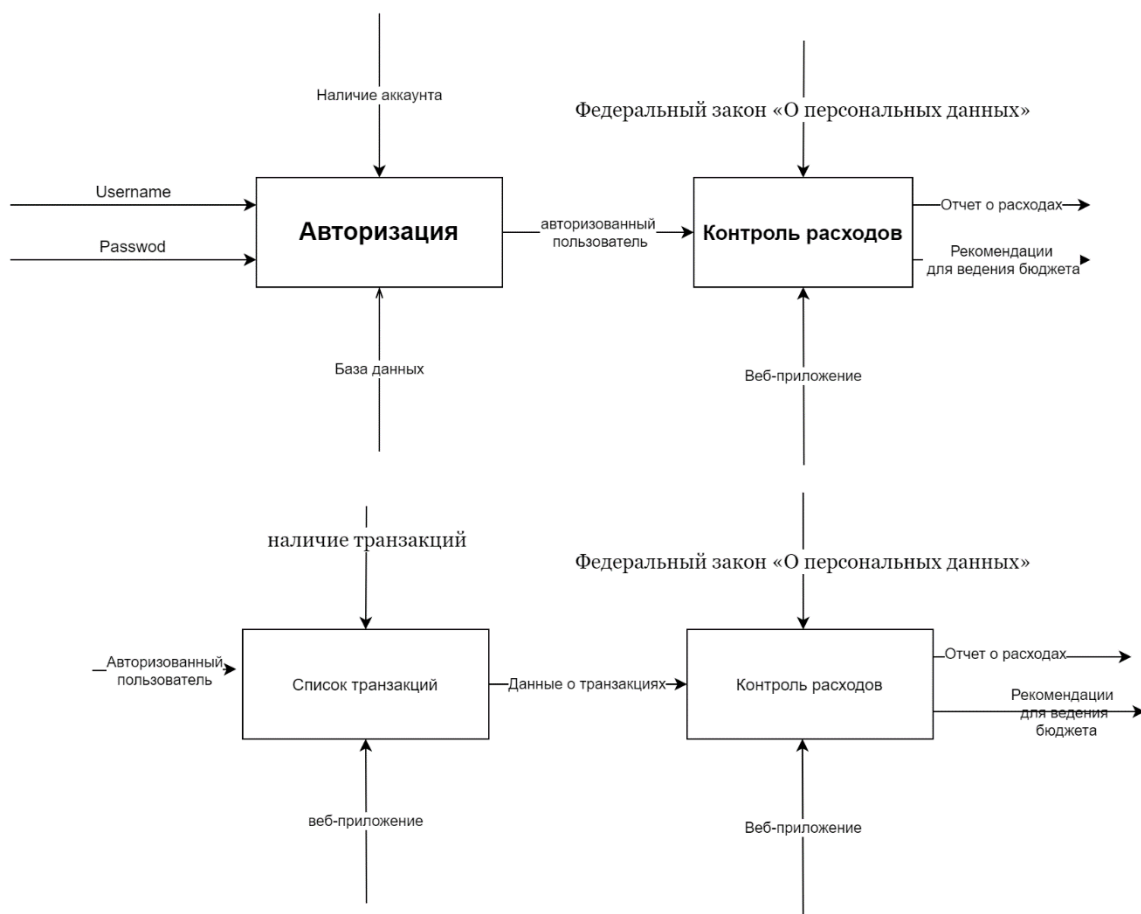 Наличие аккаунта
Федеральный закон «О персональных данных»
Username
Passwod
Авторизация
авторизованный
пользователь
Контроль расходов
Отчет о расходах
Рекомендации
для ведения бюджета
База данных
Веб-приложение
наличие транзакций
Федеральный закон «О персональных данных»
Авторизованный
пользователь
Список транзакций
Данные о транзакциях
Контроль расходов
Отчет о расходах
Рекомендации
для ведения
бюджета
веб-приложение
Веб-приложение